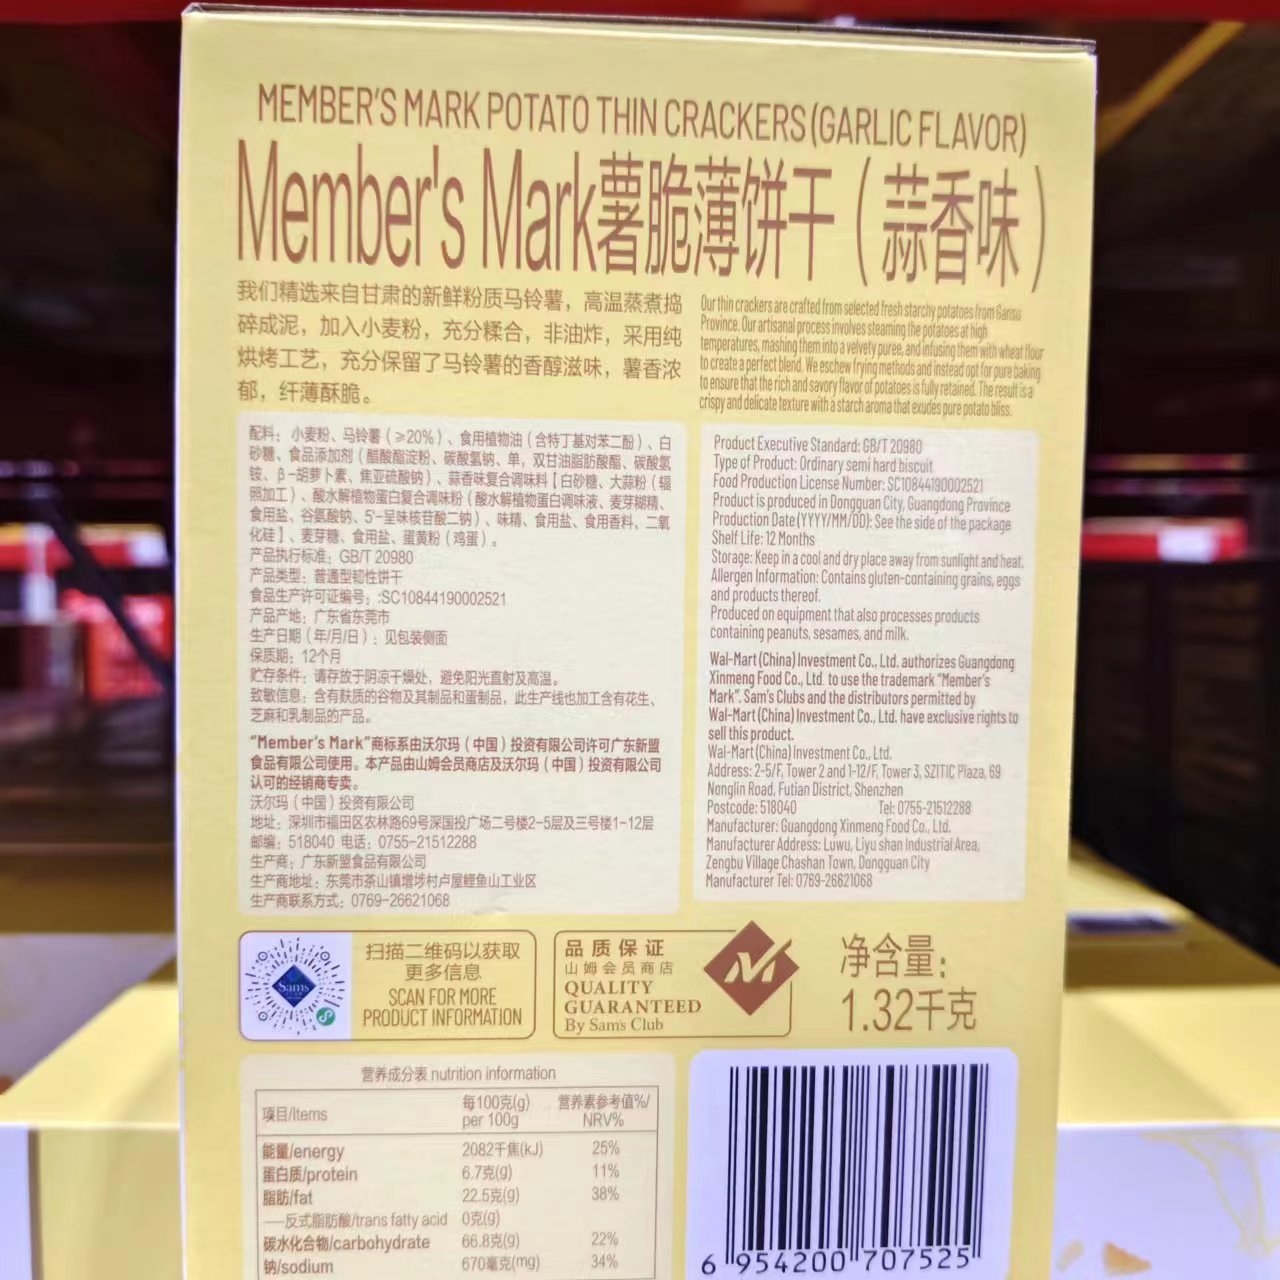 MEMBER'S MARK POTATO THIN CRACKERS (GARLIC FLAVOR)
Member's Mark薯脆薄饼干（蒜香味）
我们精选来自甘肃的新鲜粉质马铃薯，高温蒸煮捣
碎成泥，加入小麦粉，充分糅合，非油炸，采用纯
烘烤工艺，充分保留了马铃薯的香醇滋味，薯香浓
郁，纤薄酥脆。
Our thin crackers are crafted from selected fresh starchy potatoes from Gansu
Province. Our artisanal process involves steaming the potatoes at high
temperatures, mashing them into a velvety puree, and infusing them with wheat flour
to create a perfect blend. We eschew frying methods and instead opt for pure baking
to ensure that the rich and savory flavor of potatoes is fully retained. The result is a
crispy and delicate texture with a starch aroma that exudes pure potato bliss.
配料：小麦粉、马铃薯（≥20%）、食用植物油（含特丁基对苯二酚）、白
砂糖、食品添加剂（醋酸酯淀粉、碳酸氢钠、单，双甘油脂肪酸酯、碳酸氢
铵、β-胡萝卜素、焦亚硫酸钠）、蒜香味复合调味料【白砂糖、大蒜粉（辐
照加工）、酸水解植物蛋白复合调味粉（酸水解植物蛋白调味液、麦芽糊精、
食用盐、谷氨酸钠、5'-呈味核苷酸二钠）、味精、食用盐、食用香料、二氧
化硅】、麦芽糖、食用盐、蛋黄粉（鸡蛋）。
产品执行标准：GB/T 20980
产品类型：普通型韧性饼干
食品生产许可证编号：:SC10844190002521
产品产地：广东省东莞市
生产日期（年/月/日）：见包装侧面
保质期：12个月
贮存条件：请存放于阴凉干燥处，避免阳光直射及高温。
致敏信息：含有麸质的谷物及其制品和蛋制品，此生产线也加工含有花生、
芝麻和乳制品的产品。
"Member's Mark"商标系由沃尔玛（中国）投资有限公司许可广东新盟
食品有限公司使用。本产品由山姆会员商店及沃尔玛（中国）投资有限公司
认可的经销商专卖。
沃尔玛（中国）投资有限公司
地址：深圳市福田区农林路69号深国投广场二号楼2-5层及三号楼1-12层
邮编：518040 电话：0755-21512288
生产商：广东新盟食品有限公司
生产商地址：东莞市茶山镇增埗村卢屋鲤鱼山工业区
生产商联系方式：0769-26621068
Product Executive Standard: GB/T 20980
Type of Product: Ordinary semi hard biscuit
Food Production License Number: SC10844190002521
Product is produced in Dongguan City, Guangdong Province
Production Date (YYYY/MM/DD): See the side of the package
Shelf Life: 12 Months
Storage: Keep in a cool and dry place away from sunlight and heat.
Allergen Information: Contains gluten-containing grains, eggs
and products thereof.
Produced on equipment that also processes products
containing peanuts, sesames, and milk.
Wal-Mart (China) Investment Co., Ltd. authorizes Guangdong
Xinmeng Food Co., Ltd. to use the trademark "Member's
Mark". Sam's Clubs and the distributors permitted by
Wal-Mart (China) Investment Co., Ltd. have exclusive rights to
sell this product.
Wal-Mart (China) Investment Co., Ltd.
Address: 2-5/F, Tower 2 and 1-12/F, Tower 3, SZITIC Plaza, 69
Nonglin Road, Futian District, Shenzhen
Postcode: 518040 Tel: 0755-21512288
Manufacturer: Guangdong Xinmeng Food Co., Ltd.
Manufacturer Address: Luwu, Liyu shan Industrial Area,
Zengbu Village Chashan Town, Dongguan City
Manufacturer Tel: 0769-26621068
Sams
扫描二维码以获取
更多信息
SCAN FOR MORE
PRODUCT INFORMATION
品质保证
山姆会员商店
QUALITY
GUARANTEED
By Sam's Club
M
净含量：
1.32千克
营养成分表 nutrition information
项目/Items 每100克(g) per 100g 营养素参考值%/ NRV%
能量/energy 2082千焦(kJ) 25%
蛋白质/protein 6.7克(g) 11%
脂肪/fat 22.5克(g) 38%
—反式脂肪酸/trans fatty acid 0克(g)
碳水化合物/carbohydrate 66.8克(g) 22%
钠/sodium 670毫克(mg) 34%
6 954200 707525